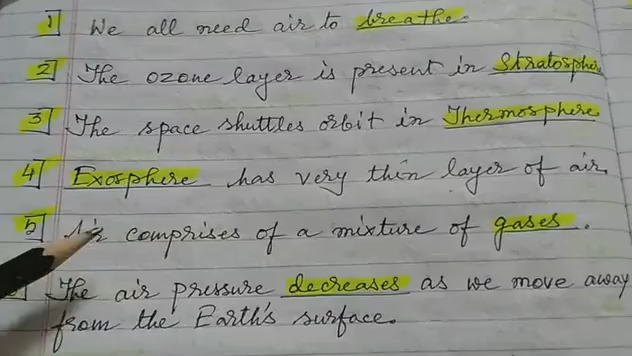 1] We all need air to breathe.
2] The ozone layer is present in Stratosphe
3] The space shuttles orbit in Thermosphere
4] Exosphere has very thin layer of air.
5] Air comprises of a mixture of gases.
The air pressure decreases as we move away
from the Earth's surface.